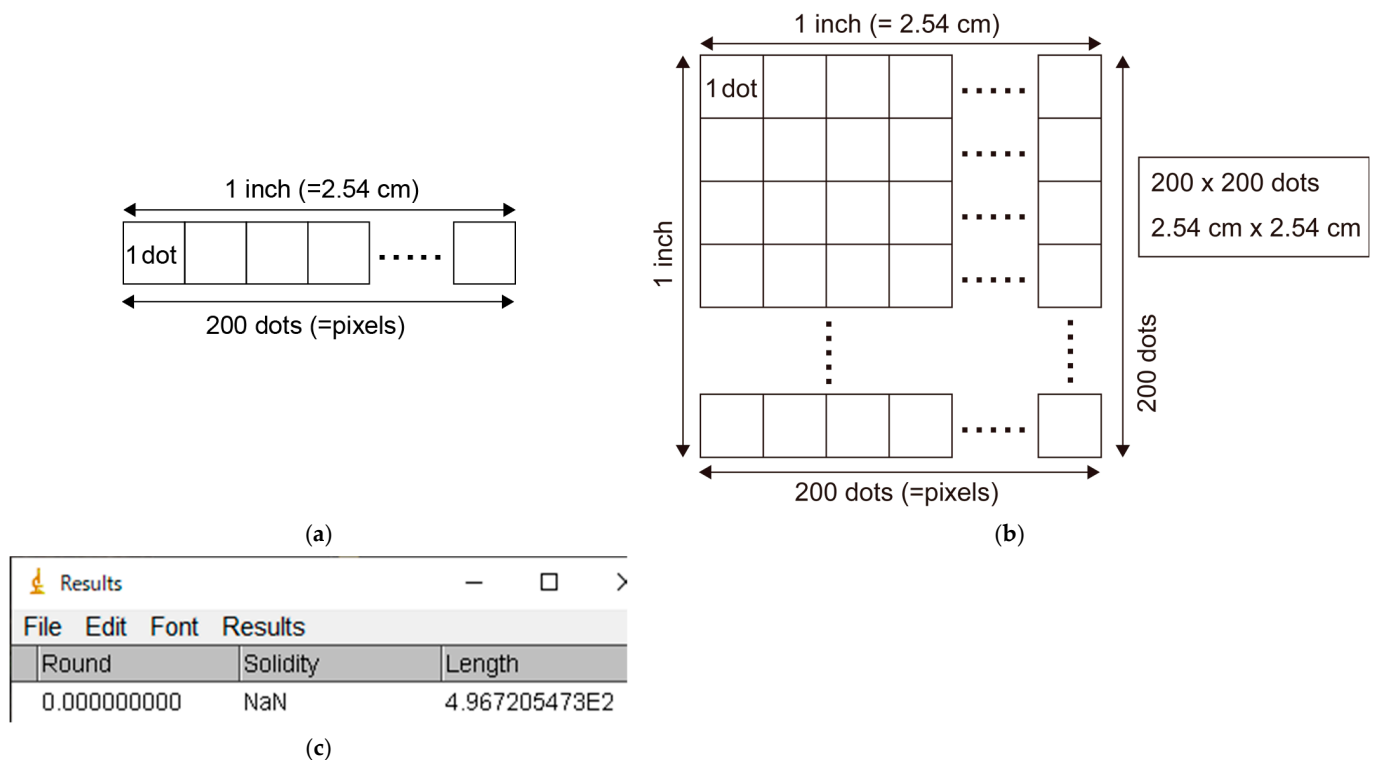 1 inch (=2.54 cm)
1 dot
200 dots (=pixels)
(a)
1 inch (= 2.54 cm)
1 dot
1 inch
200 dots
200 x 200 dots
2.54 cm x 2.54 cm
200 dots (=pixels)
(b)
Results
File Edit Font Results
Round Solidity Length
0.000000000 NaN 4.967205473E2
(c)